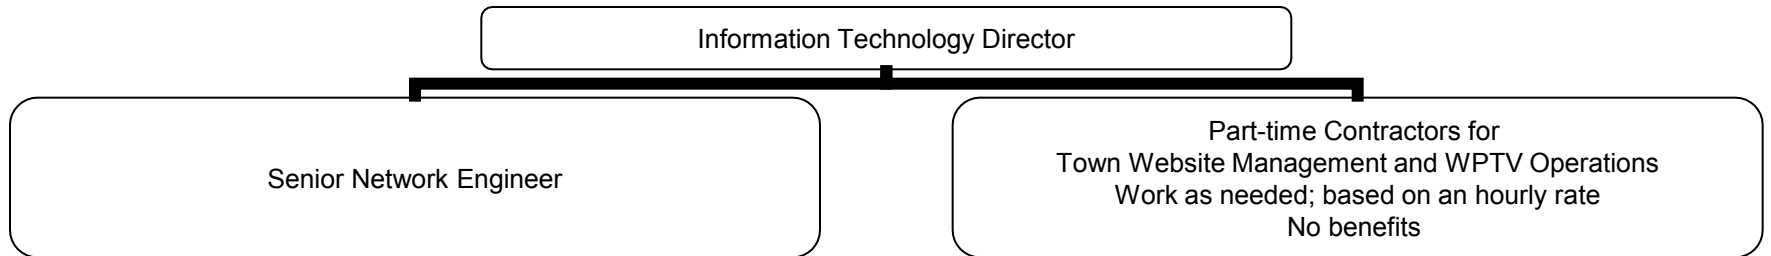 Information Technology Director
Senior Network Engineer
Part-time Contractors for
Town Website Management and WPTV Operations
Work as needed; based on an hourly rate
No benefits